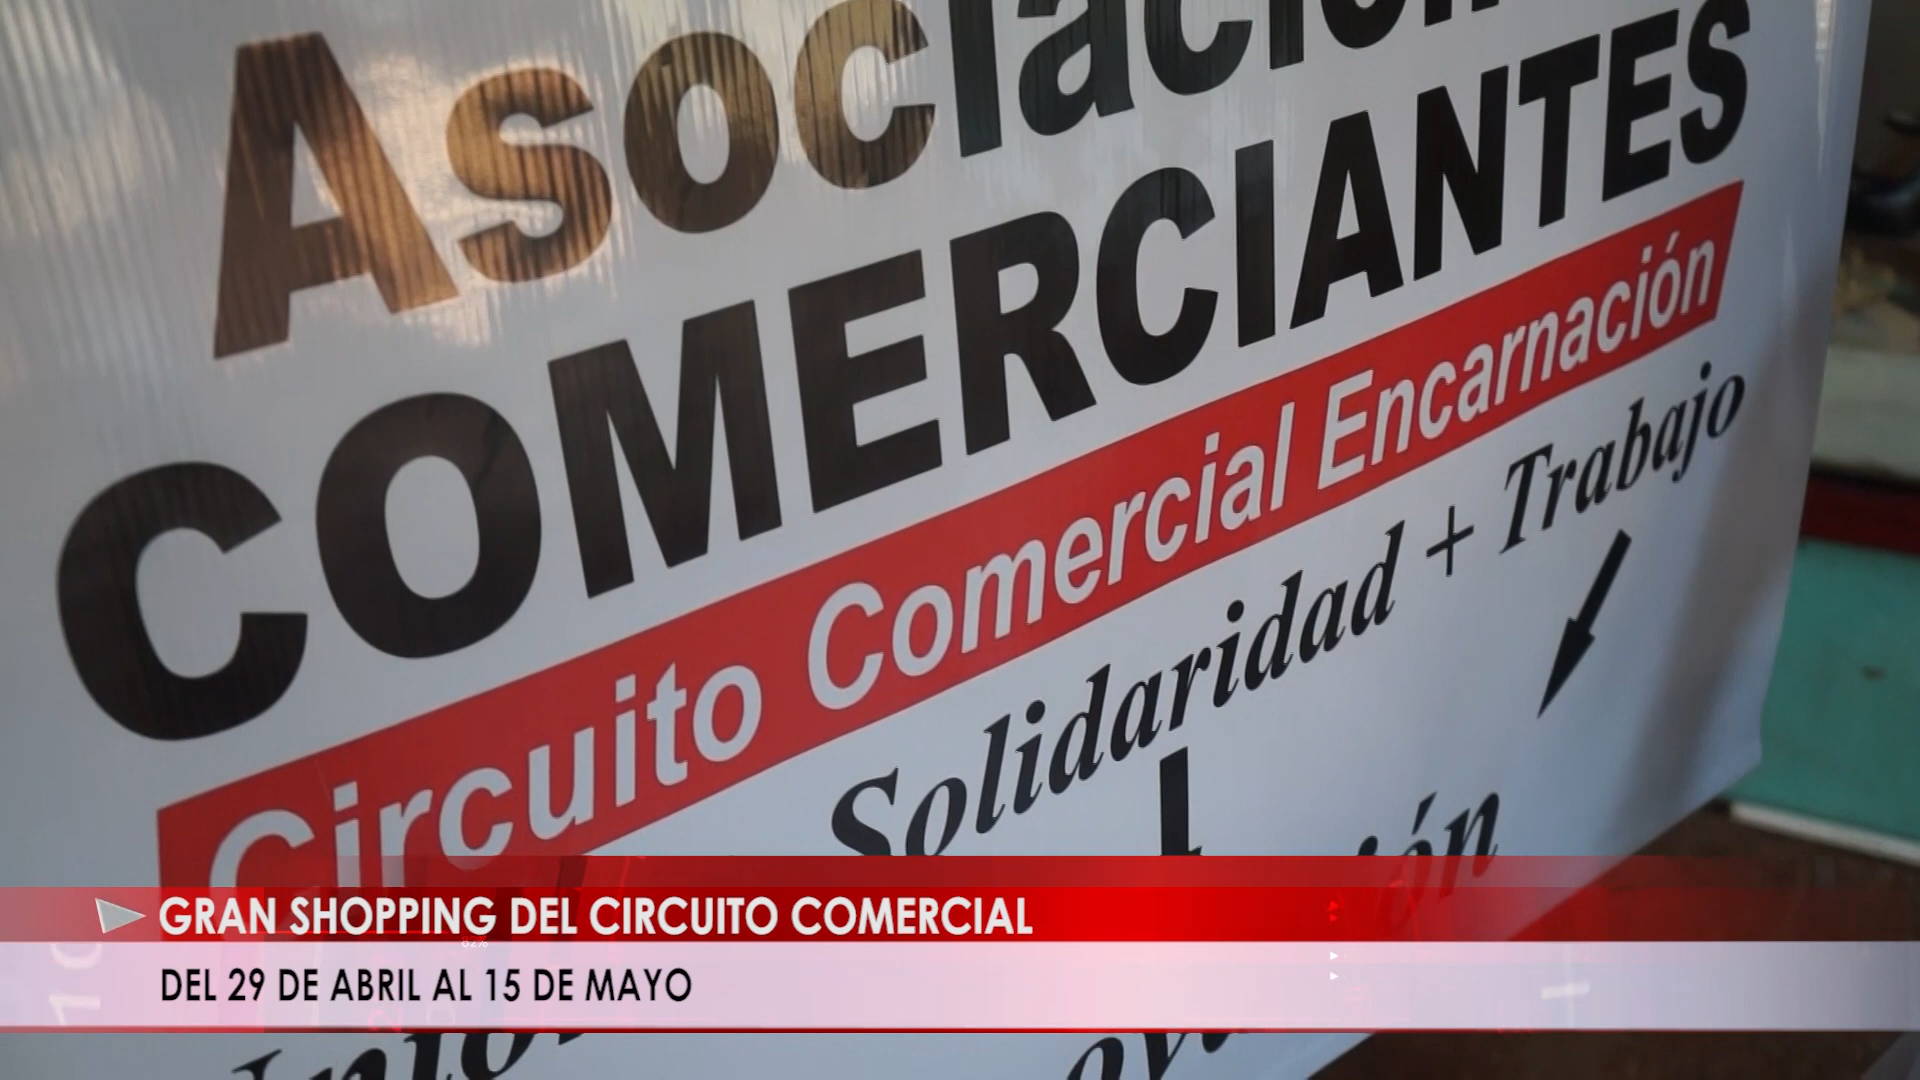 Asociación
COMERCIANTES
Circuito Comercial Encarnación
Solidaridad + Trabajo
GRAN SHOPPING DEL CIRCUITO COMERCIAL
82%
DEL 29 DE ABRIL AL 15 DE MAYO